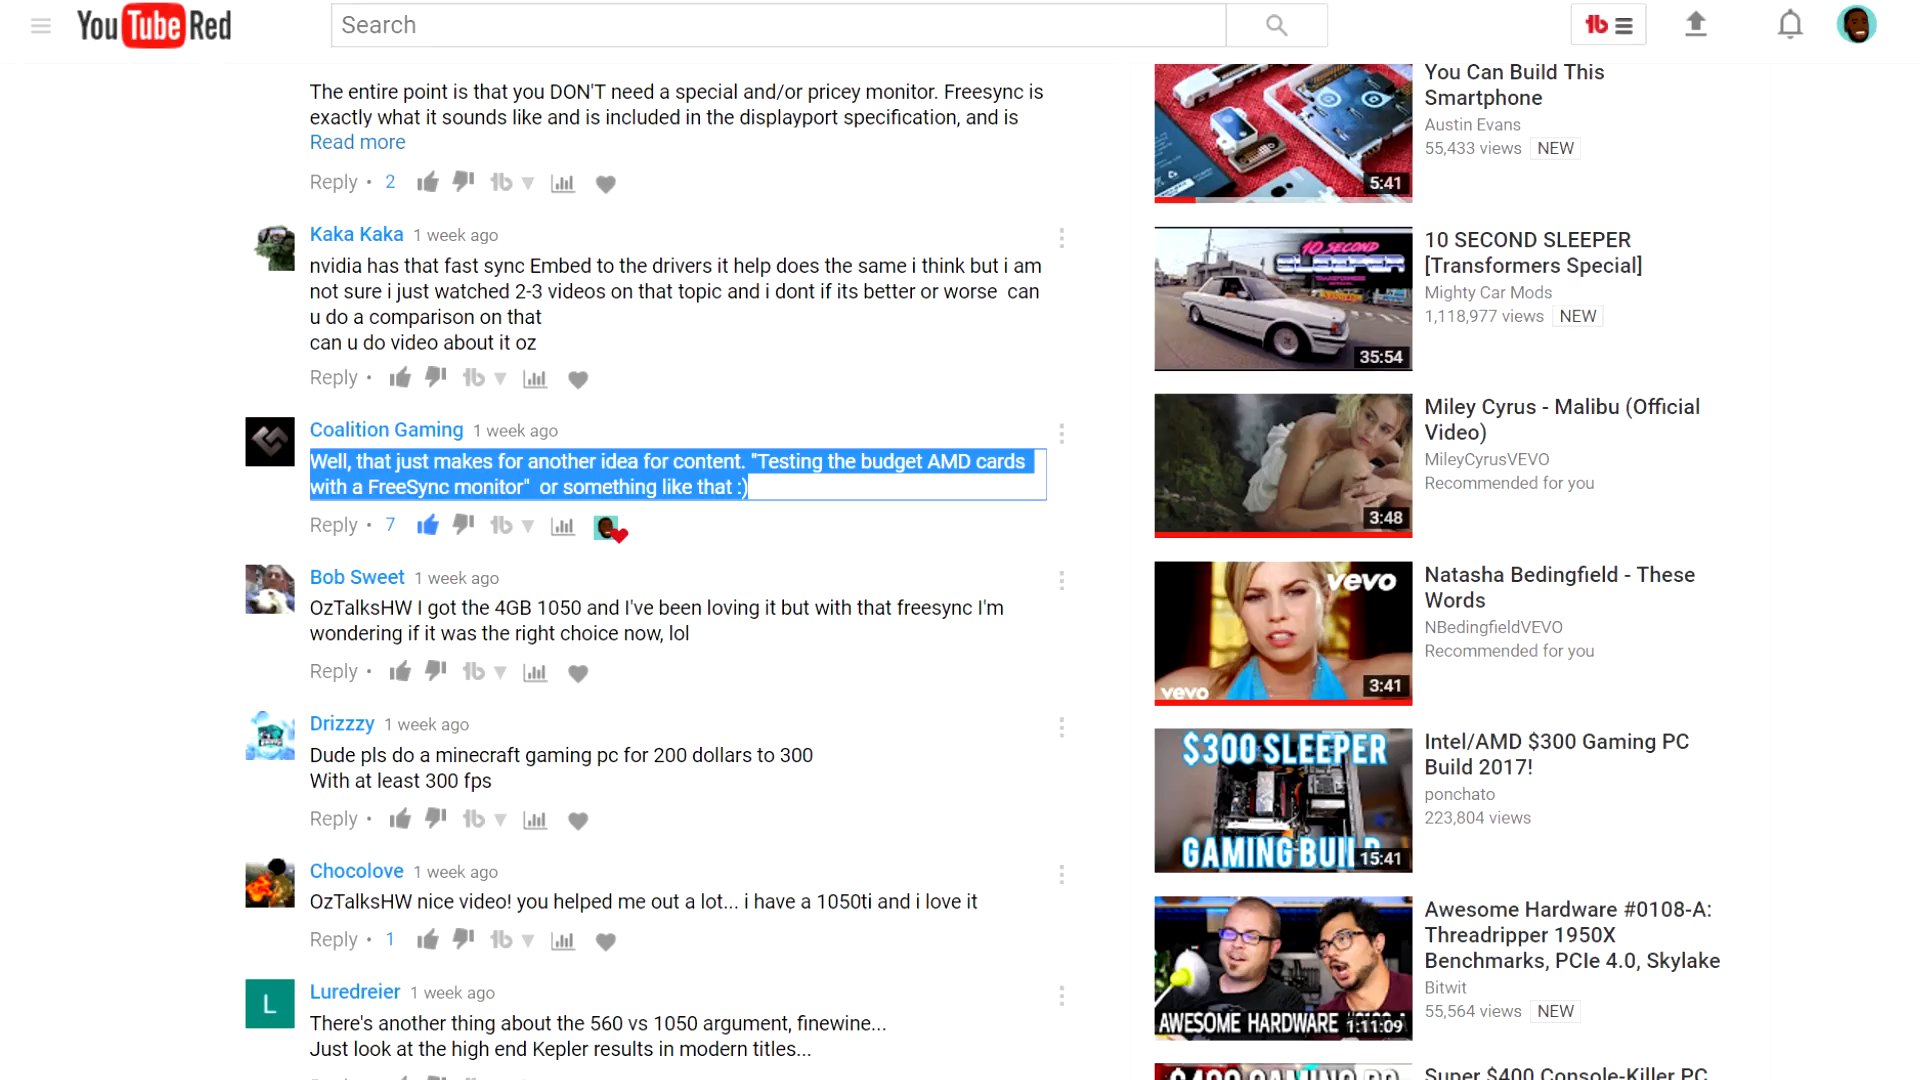 YouTube Red
Search
The entire point is that you DON'T need a special and/or pricey monitor. Freesync is
exactly what it sounds like and is included in the displayport specification, and is
Read more
Reply • 2
Kaka Kaka 1 week ago
nvidia has that fast sync Embed to the drivers it help does the same i think but i am
not sure i just watched 2-3 videos on that topic and i dont if its better or worse  can
u do a comparison on that
can u do video about it oz
Reply •
Coalition Gaming 1 week ago
Well, that just makes for another idea for content. "Testing the budget AMD cards
with a FreeSync monitor"  or something like that :)
Reply • 7
Bob Sweet 1 week ago
OzTalksHW I got the 4GB 1050 and I've been loving it but with that freesync I'm
wondering if it was the right choice now, lol
Reply •
Drizzzy 1 week ago
Dude pls do a minecraft gaming pc for 200 dollars to 300
With at least 300 fps
Reply •
Chocolove 1 week ago
OzTalksHW nice video! you helped me out a lot... i have a 1050ti and i love it
Reply • 1
L
Luredreier 1 week ago
There's another thing about the 560 vs 1050 argument, finewine...
Just look at the high end Kepler results in modern titles...
5:41
You Can Build This
Smartphone
Austin Evans
55,433 views NEW
10 SECOND
SLEEPER
35:54
10 SECOND SLEEPER
[Transformers Special]
Mighty Car Mods
1,118,977 views NEW
3:48
Miley Cyrus - Malibu (Official
Video)
MileyCyrusVEVO
Recommended for you
vevo
vevo
3:41
Natasha Bedingfield - These
Words
NBedingfieldVEVO
Recommended for you
$300 SLEEPER
GAMING BUILD
15:41
Intel/AMD $300 Gaming PC
Build 2017!
ponchato
223,804 views
AWESOME HARDWARE
1:11:09
Awesome Hardware #0108-A:
Threadripper 1950X
Benchmarks, PCIe 4.0, Skylake
Bitwit
55,564 views NEW
$400 GAMING PC
Super $400 Console-Killer PC